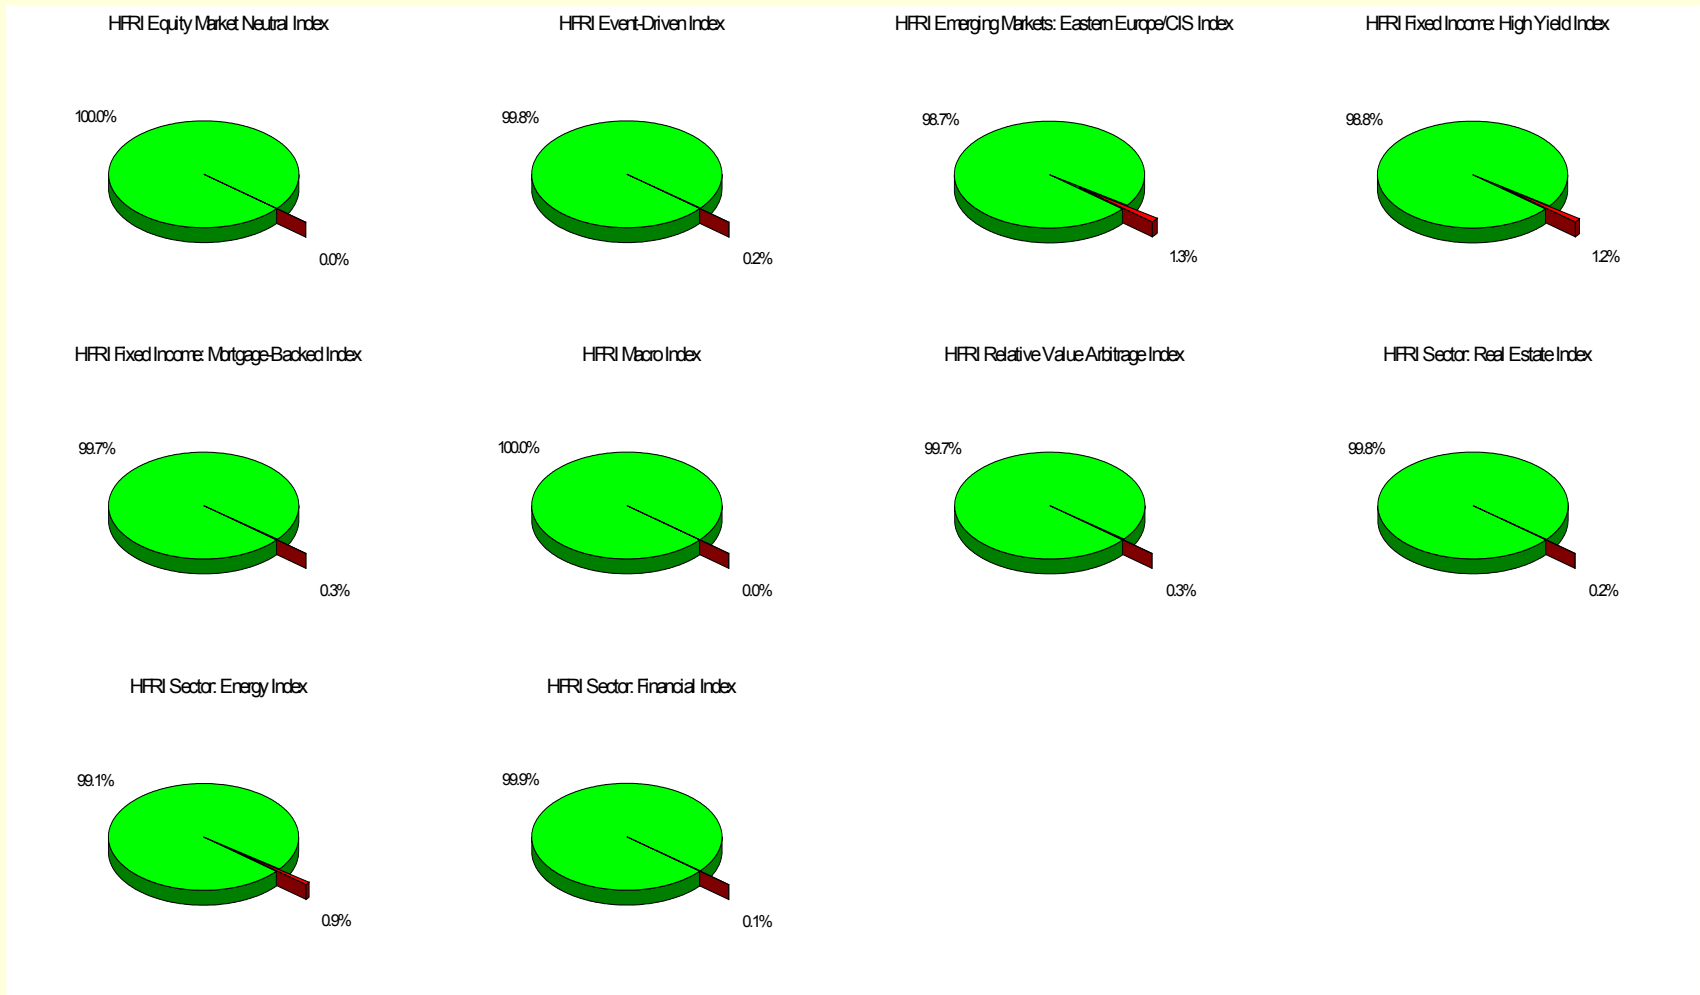 HFRI Equity Market Neutral Index
HFRI Event-Driven Index
HFRI Emerging Markets: Eastern Europe/CIS Index
HFRI Fixed Income: High Yield Index
100.0%
99.8%
98.7%
98.8%
0.0%
0.2%
1.3%
1.2%
HFRI Fixed Income: Mortgage-Backed Index
HFRI Macro Index
HFRI Relative Value Arbitrage Index
HFRI Sector: Real Estate Index
99.7%
100.0%
99.7%
99.8%
0.3%
0.0%
0.3%
0.2%
HFRI Sector: Energy Index
HFRI Sector: Financial Index
99.1%
99.9%
0.9%
0.1%